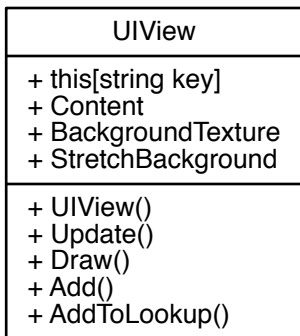 UIView
+ this[string key]
+ Content
+ BackgroundTexture
+ StretchBackground
+ UIView()
+ Update()
+ Draw()
+ Add()
+ AddToLookup()